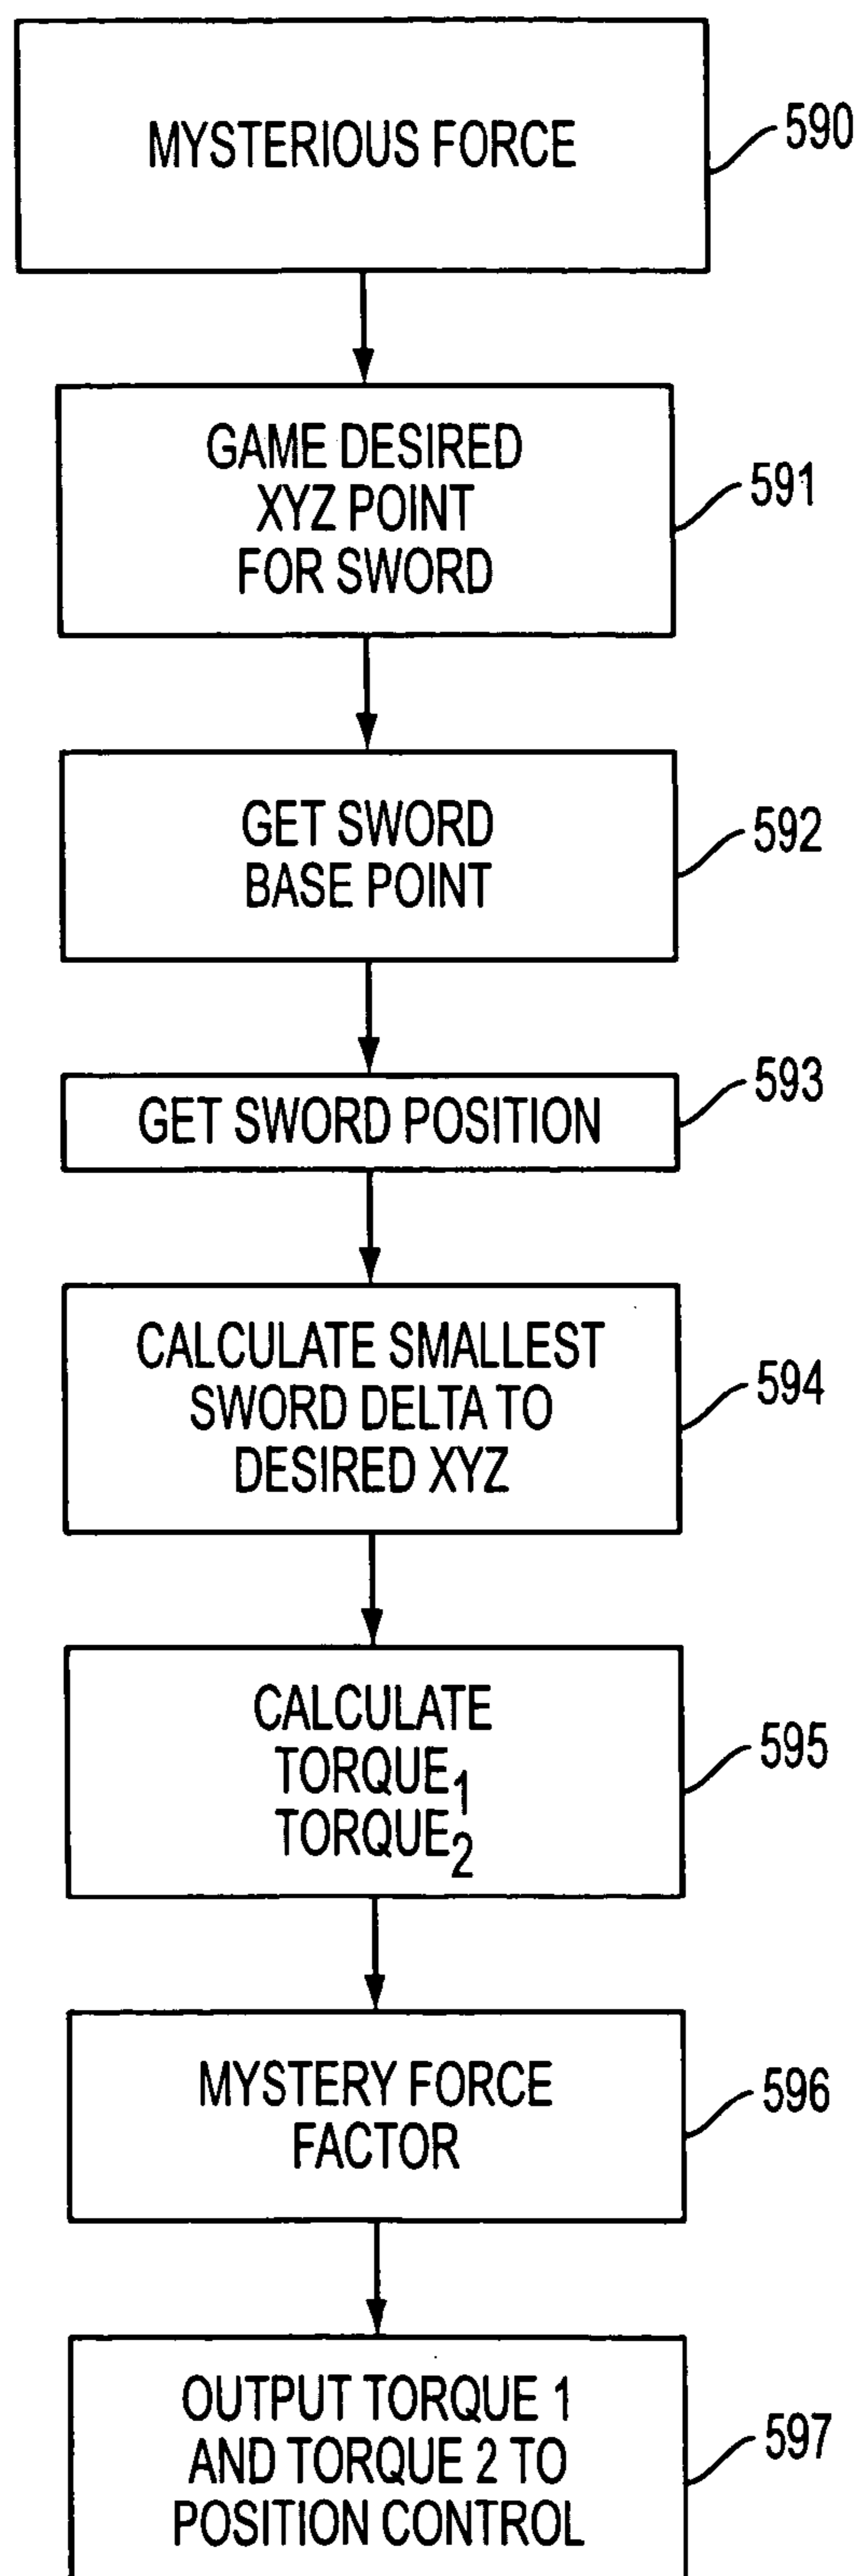 MYSTERIOUS FORCE
590
GAME DESIRED
XYZ POINT
FOR SWORD
591
GET SWORD
BASE POINT
592
GET SWORD POSITION
593
CALCULATE SMALLEST
SWORD DELTA TO
DESIRED XYZ
594
CALCULATE
TORQUE1
TORQUE2
595
MYSTERY FORCE
FACTOR
596
OUTPUT TORQUE 1
AND TORQUE 2 TO
POSITION CONTROL
597